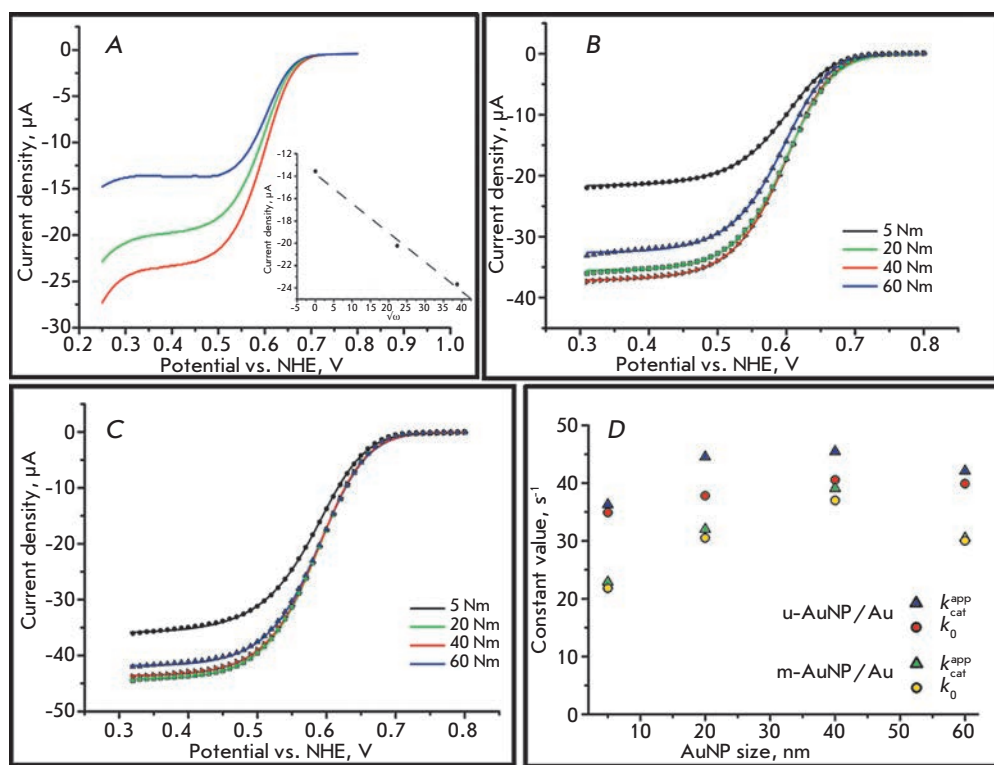 A
Current density, µA
0
-5
-10
-15
-20
-25
-30
0.2 0.3 0.4 0.5 0.6 0.7 0.8 0.9 1.0
Potential vs. NHE, V
Current density, µA
-12
-14
-16
-18
-20
-22
-24
-5 0 5 10 15 20 25 30 35 40
√ω
B
Current density, µA
0
-10
-20
-30
-40
5 Nm
20 Nm
40 Nm
60 Nm
0.3 0.4 0.5 0.6 0.7 0.8
Potential vs. NHE, V
C
Current density, µA
0
-10
-20
-30
-40
-50
5 Nm
20 Nm
40 Nm
60 Nm
0.3 0.4 0.5 0.6 0.7 0.8
Potential vs. NHE, V
D
Constant value, s⁻¹
50
45
40
30
20
10
0
u-AuNP/Au k app cat
k₀
m-AuNP/Au k app cat
k₀
10 20 30 40 50 60
AuNP size, nm